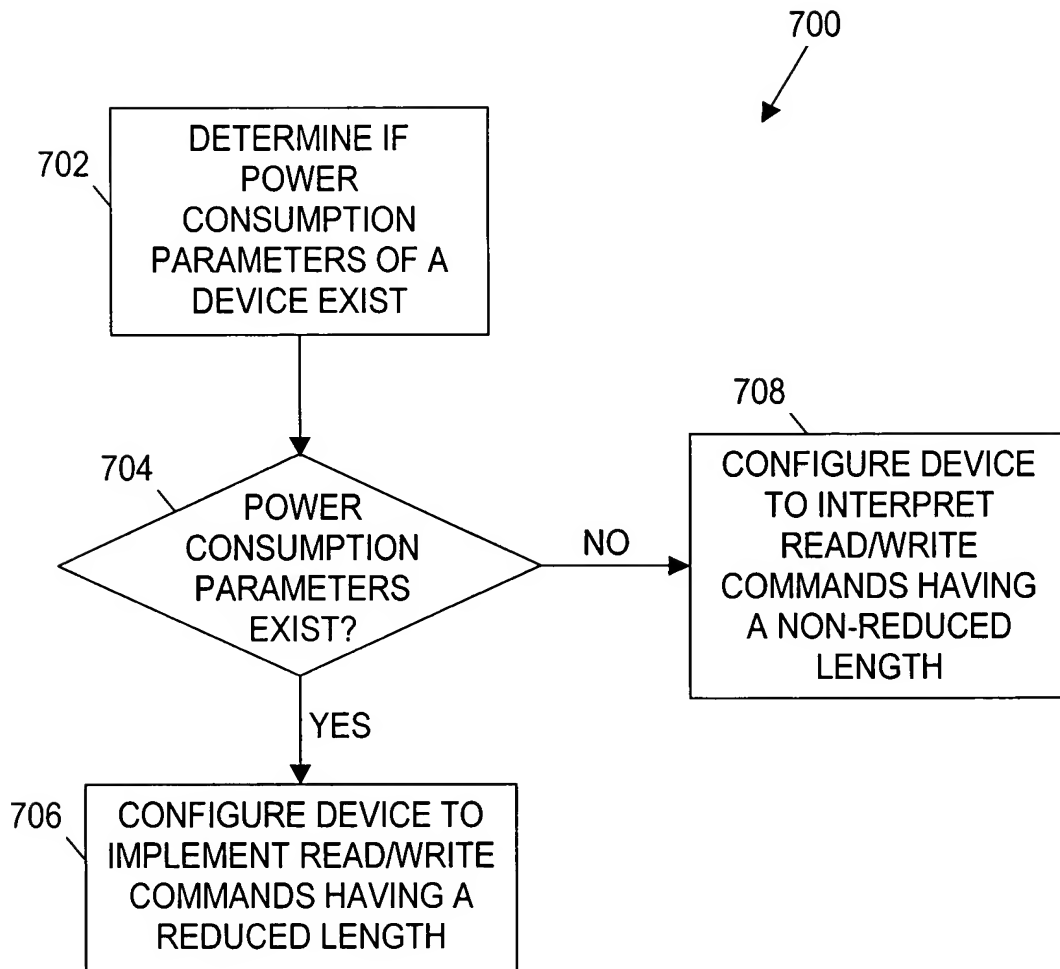 700
702
DETERMINE IF
POWER
CONSUMPTION
PARAMETERS OF A
DEVICE EXIST
704
POWER
CONSUMPTION
PARAMETERS
EXIST?
NO
708
CONFIGURE DEVICE
TO INTERPRET
READ/WRITE
COMMANDS HAVING
A NON-REDUCED
LENGTH
YES
706
CONFIGURE DEVICE TO
IMPLEMENT READ/WRITE
COMMANDS HAVING A
REDUCED LENGTH